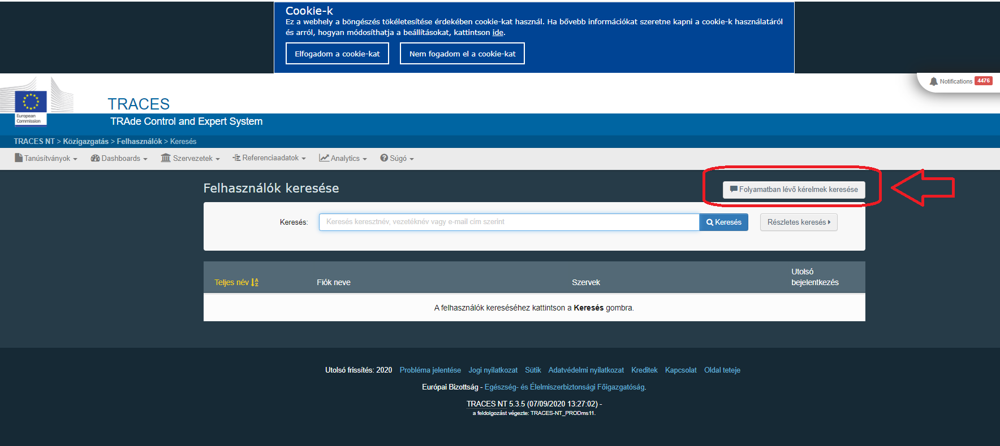 Cookie-k
Ez a webhely a böngészés tökéletesítése érdekében cookie-kat használ. Ha bővebb információkat szeretne kapni a cookie-k használatáról
és arról, hogyan módosíthatja a beállításokat, kattintson ide.
Elfogadom a cookie-kat
Nem fogadom el a cookie-kat
Notifications 4476
European
Commission
TRACES
TRAde Control and Expert System
TRACES NT > Közigazgatás > Felhasználók > Keresés
Tanúsítványok Dashboards Szervezetek Referenciaadatok Analytics Súgó
Felhasználók keresése
Folyamatban lévő kérelmek keresése
Keresés: Keresés keresztnév, vezetéknév vagy e-mail cím szerint Keresés Részletes keresés
Teljes név Fiók neve Szervek Utolsó
bejelentkezés
A felhasználók kereséséhez kattintson a Keresés gombra.
Utolsó frissítés: 2020 Probléma jelentése Jogi nyilatkozat Sütik Adatvédelmi nyilatkozat Kreditek Kapcsolat Oldal teteje
Európai Bizottság - Egészség- és Élelmiszerbiztonsági Főigazgatóság.
TRACES NT 5.3.5 (07/09/2020 13:27:02) -
a feldolgozást végezte: TRACES-NT_PRODms11.